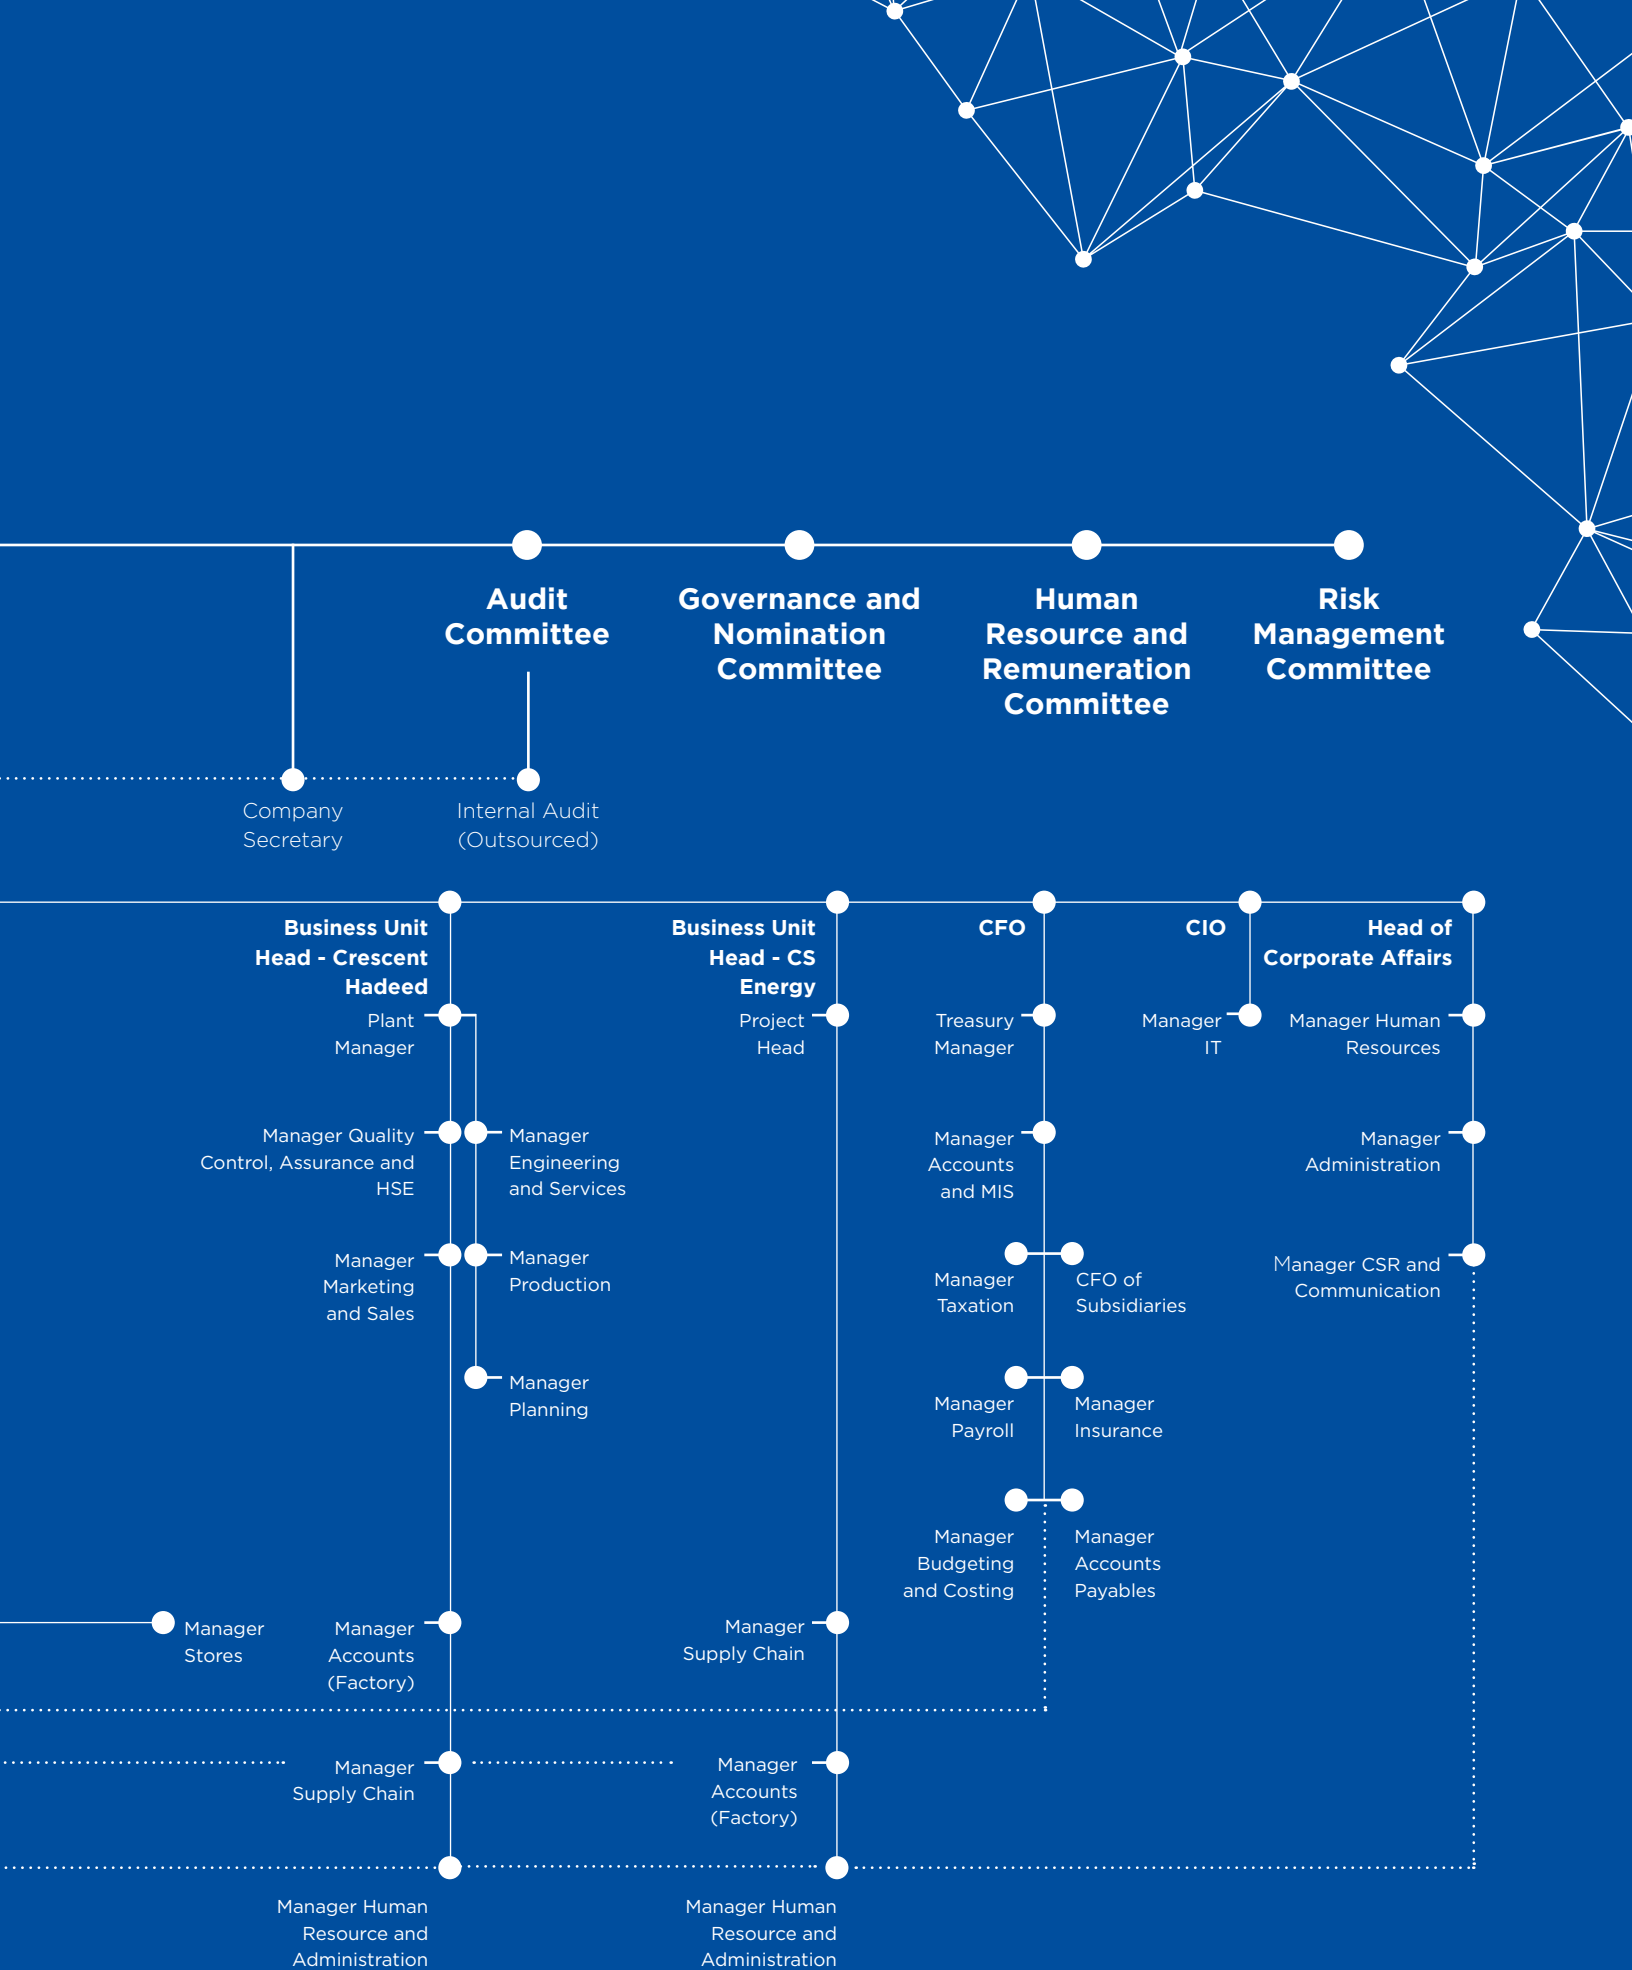 Audit
Committee
Governance and
Nomination
Committee
Human
Resource and
Remuneration
Committee
Risk
Management
Committee
Company
Secretary
Internal Audit
(Outsourced)
Business Unit
Head - Crescent
Hadeed
Business Unit
Head - CS
Energy
CFO
CIO
Head of
Corporate Affairs
Plant
Manager
Project
Head
Treasury
Manager
Manager
IT
Manager Human
Resources
Manager Quality
Control, Assurance and
HSE
Manager
Engineering
and Services
Manager
Accounts
and MIS
Manager
Administration
Manager
Marketing
and Sales
Manager
Production
Manager
Taxation
CFO of
Subsidiaries
Manager CSR and
Communication
Manager
Planning
Manager
Payroll
Manager
Insurance
Manager
Budgeting
and Costing
Manager
Accounts
Payables
Manager
Stores
Manager
Accounts
(Factory)
Manager
Supply Chain
Manager
Supply Chain
Manager
Accounts
(Factory)
Manager Human
Resource and
Administration
Manager Human
Resource and
Administration